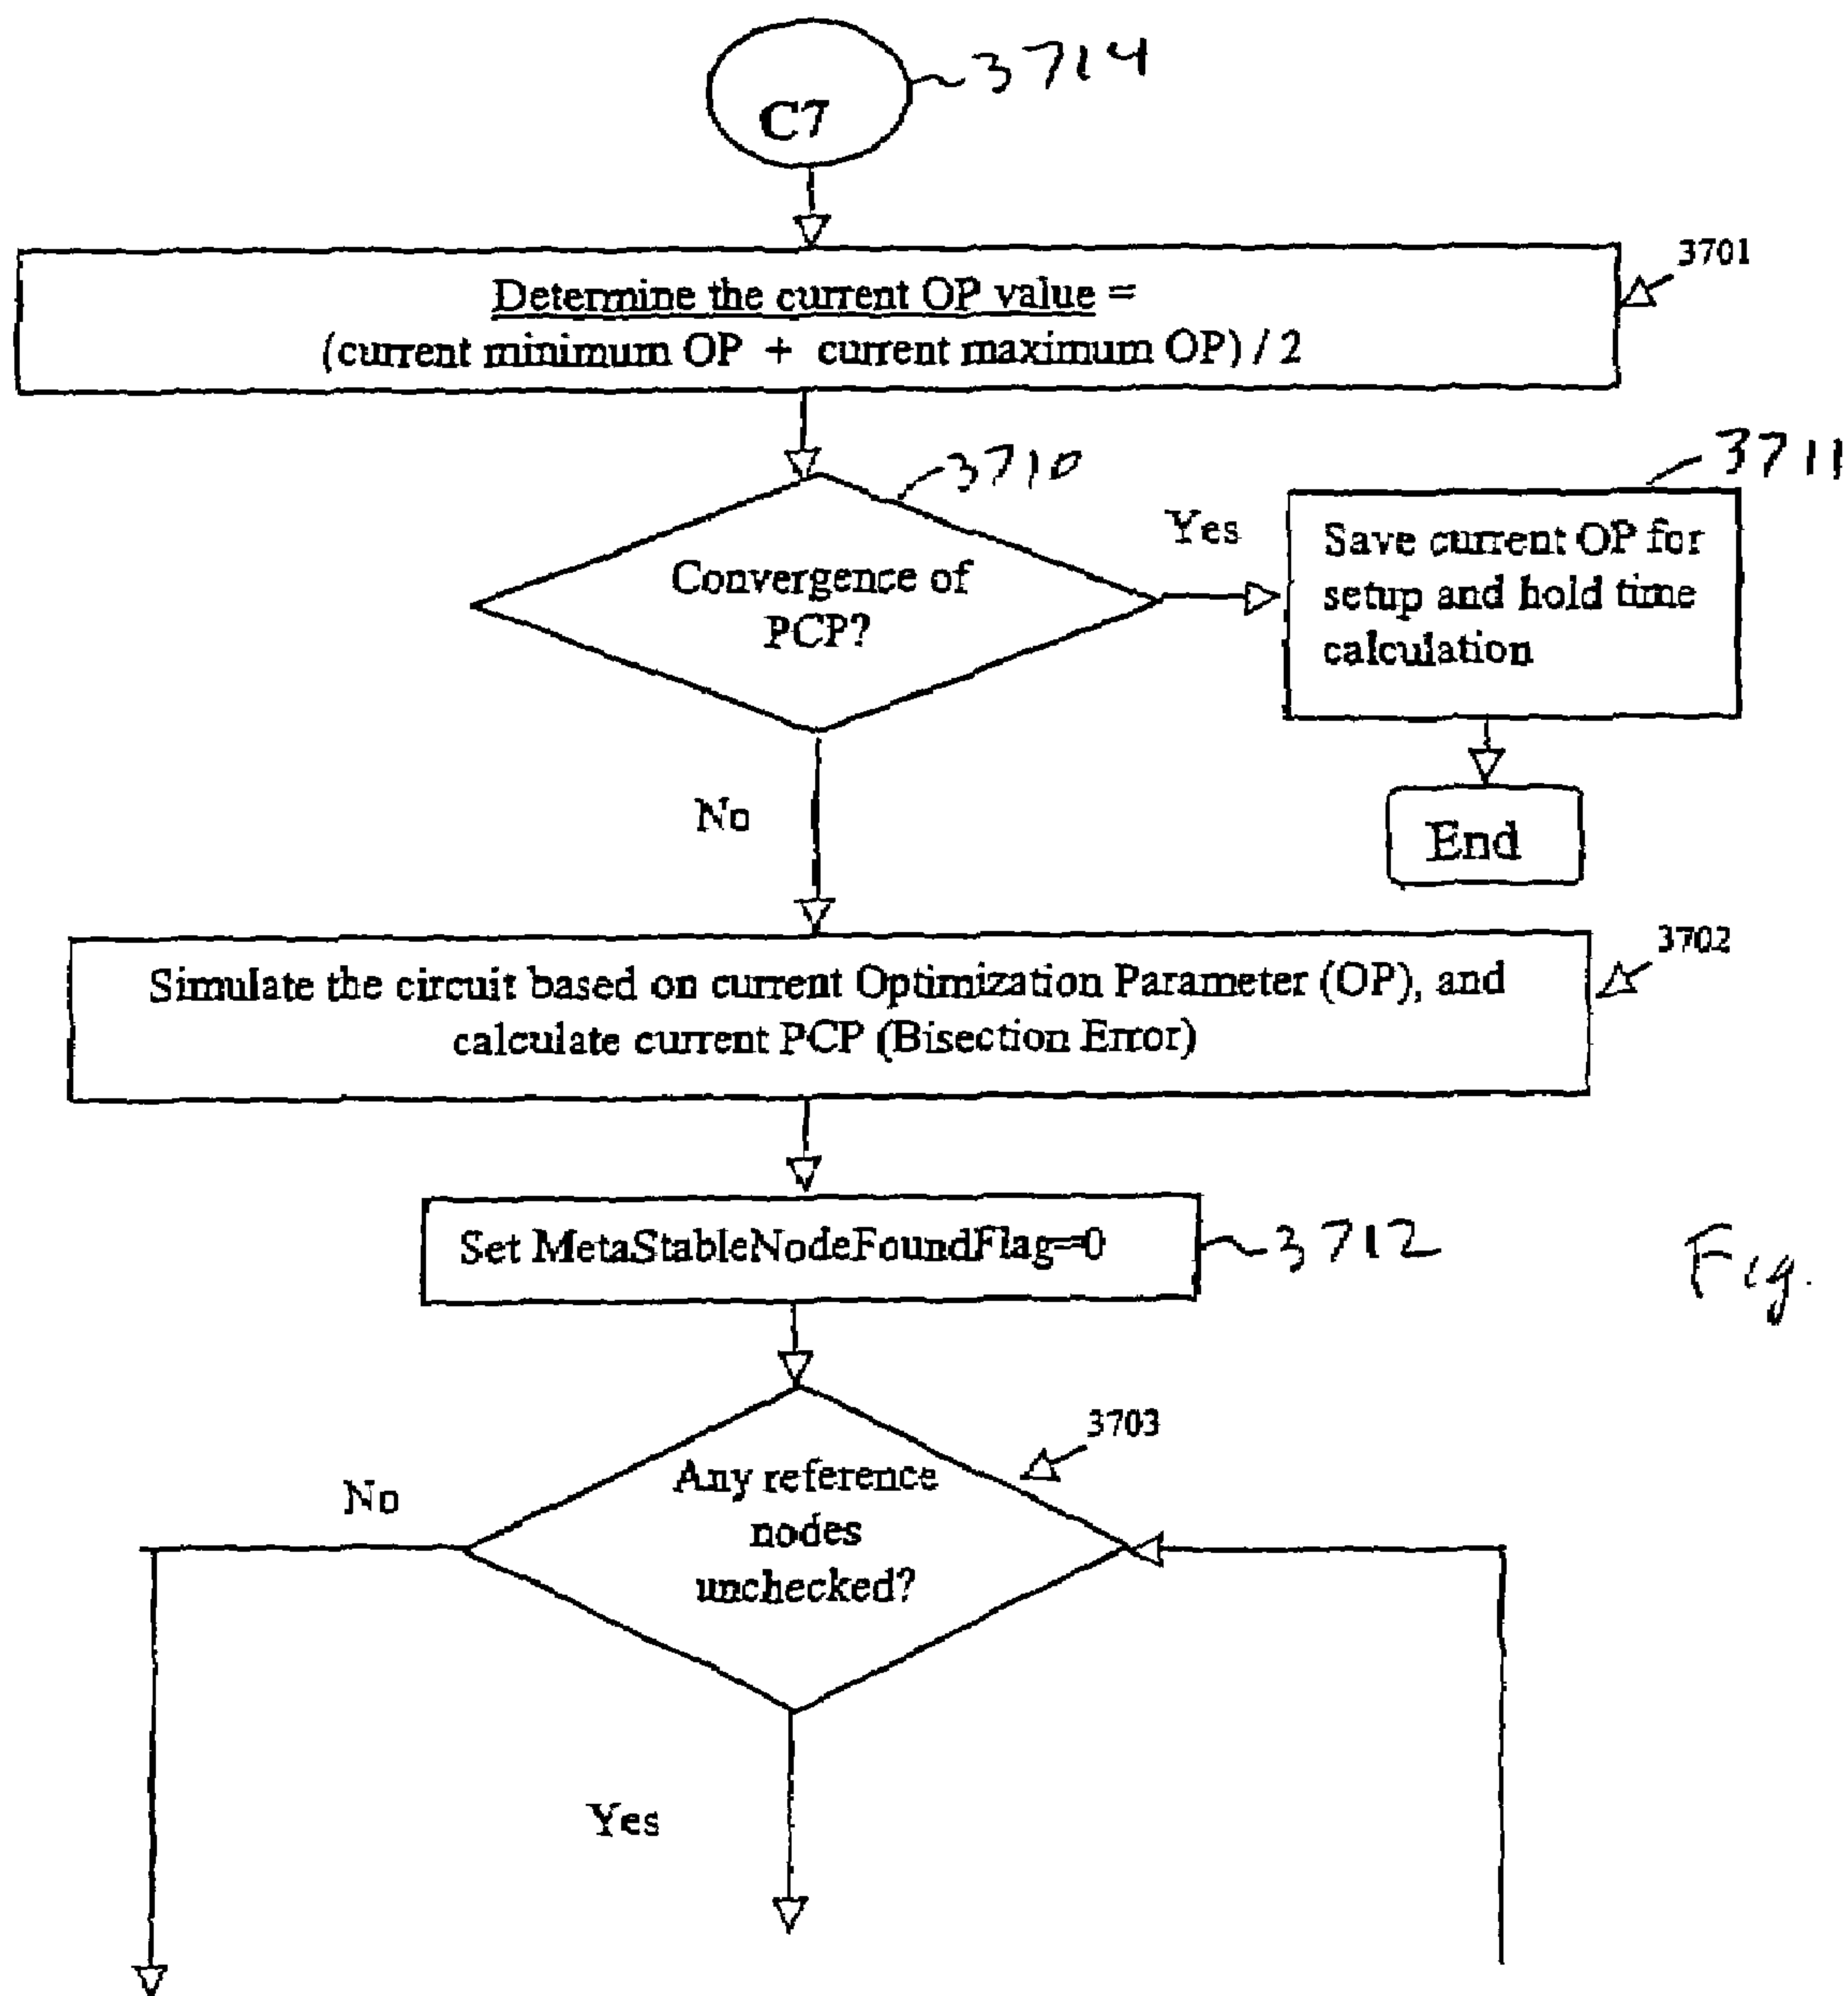 C7
3714
3701
Determine the current OP value =
(current minimum OP + current maximum OP) / 2
3710
3711
Convergence of
PCP?
Yes
Save current OP for
setup and hold time
calculation
No
End
3702
Simulate the circuit based on current Optimization Parameter (OP), and
calculate current PCP (Bisection Error)
Set MetaStableNodeFoundFlag=0
3712
Fig.
3703
Any reference
nodes
unchecked?
No
Yes